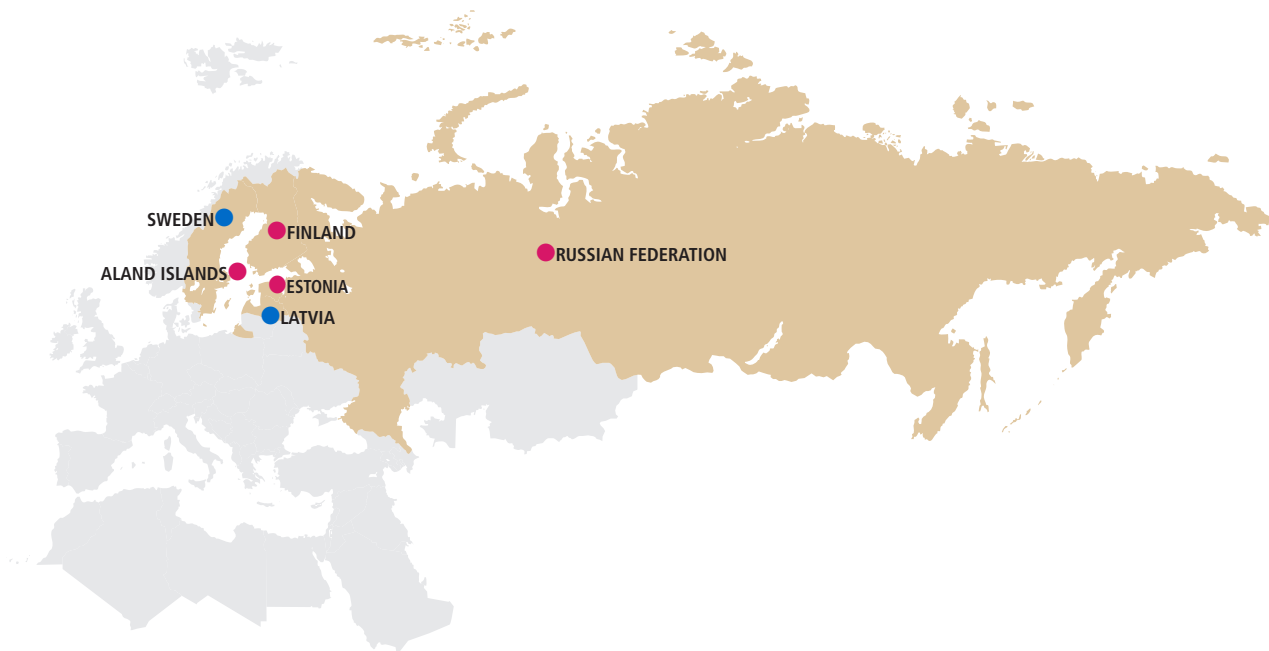 SWEDEN
FINLAND
RUSSIAN FEDERATION
ALAND ISLANDS
ESTONIA
LATVIA